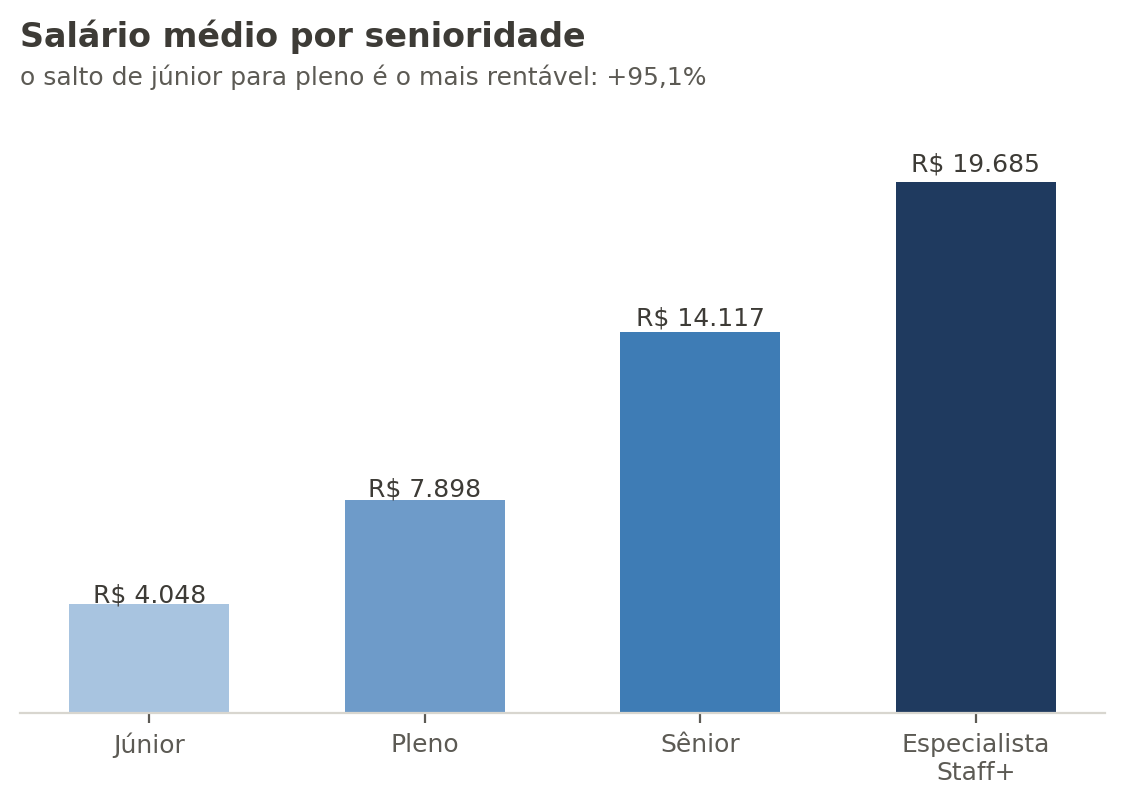 Salário médio por senioridade
o salto de júnior para pleno é o mais rentável: +95,1%
R$ 19.685
R$ 14.117
R$ 7.898
R$ 4.048
Júnior
Pleno
Sênior
Especialista
Staff+